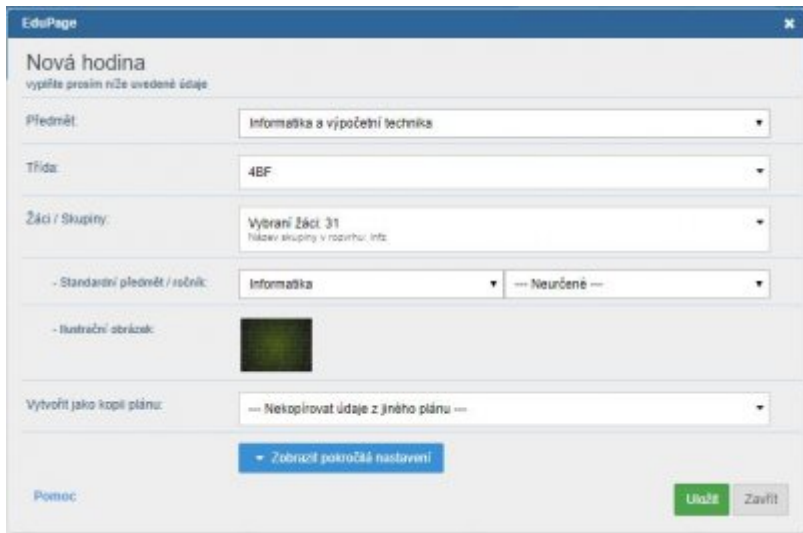 EduPage
Nová hodina
vyplňte prosím níže uvedené údaje
Předmět:
Informatika a výpočetní technika
Třída:
4BF
Žáci / Skupiny:
Vybraní žáci: 31
Název skupiny v rozvrhu: Info
- Standardní předmět / ročník:
Informatika
--- Neurčené ---
- Ilustrační obrázek:
Vytvořit jako kopii plánu:
--- Nekopírovat údaje z jiného plánu ---
Zobrazit pokročilá nastavení
Pomoc
Uložit
Zavřít